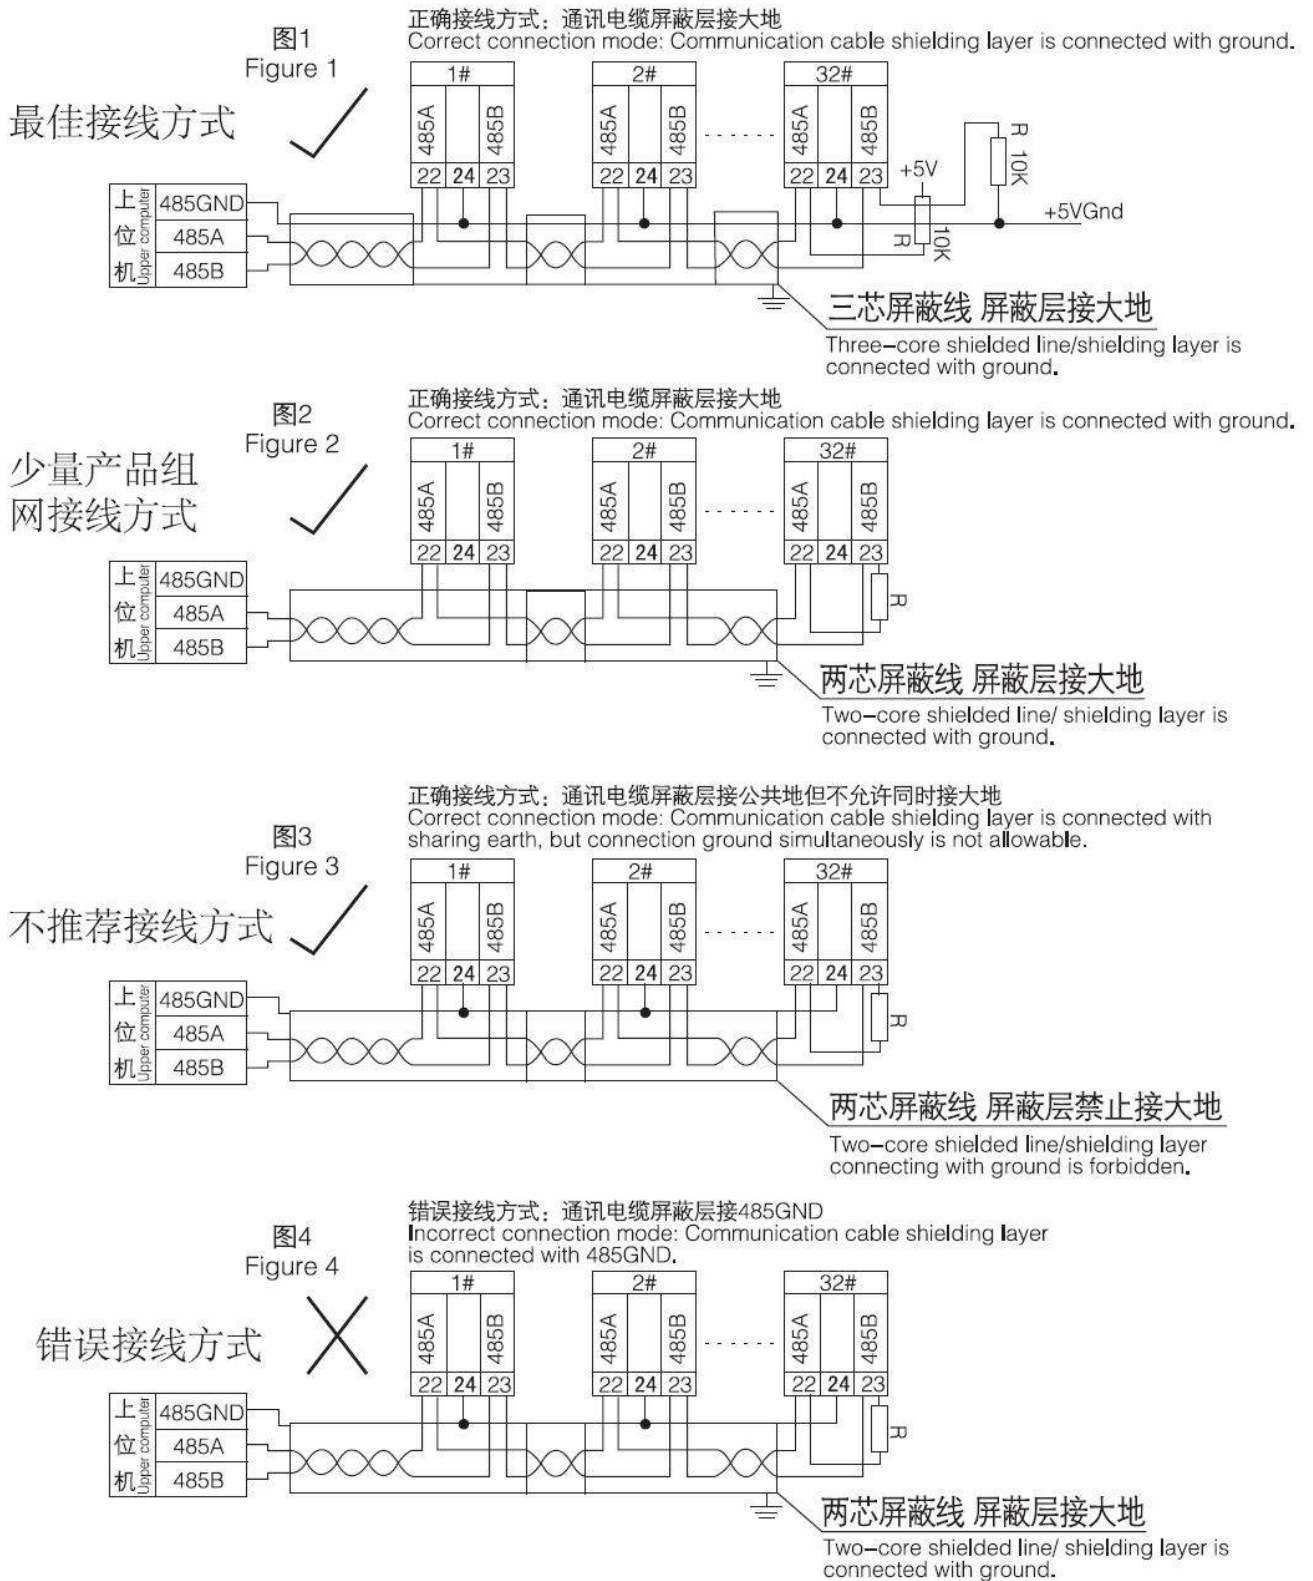 正确接线方式：通讯电缆屏蔽层接大地
Correct connection mode: Communication cable shielding layer is connected with ground.
图1
Figure 1
最佳接线方式
1#
2#
32#
485A
485B
485A
485B
485A
485B
22 24 23
22 24 23
22 24 23
R 10K
+5V
R 10K
+5VGnd
上位机
Upper computer
485GND
485A
485B
三芯屏蔽线 屏蔽层接大地
Three-core shielded line/shielding layer is
connected with ground.
正确接线方式：通讯电缆屏蔽层接大地
Correct connection mode: Communication cable shielding layer is connected with ground.
图2
Figure 2
少量产品组
网接线方式
1#
2#
32#
485A
485B
485A
485B
485A
485B
22 24 23
22 24 23
22 24 23
R
上位机
Upper computer
485GND
485A
485B
两芯屏蔽线 屏蔽层接大地
Two-core shielded line/ shielding layer is
connected with ground.
正确接线方式：通讯电缆屏蔽层接公共地但不允许同时接大地
Correct connection mode: Communication cable shielding layer is connected with
sharing earth, but connection ground simultaneously is not allowable.
图3
Figure 3
不推荐接线方式
1#
2#
32#
485A
485B
485A
485B
485A
485B
22 24 23
22 24 23
22 24 23
R
上位机
Upper computer
485GND
485A
485B
两芯屏蔽线 屏蔽层禁止接大地
Two-core shielded line/shielding layer
connecting with ground is forbidden.
错误接线方式：通讯电缆屏蔽层接485GND
Incorrect connection mode: Communication cable shielding layer
is connected with 485GND.
图4
Figure 4
错误接线方式
1#
2#
32#
485A
485B
485A
485B
485A
485B
22 24 23
22 24 23
22 24 23
R
上位机
Upper computer
485GND
485A
485B
两芯屏蔽线 屏蔽层接大地
Two-core shielded line/ shielding layer is
connected with ground.